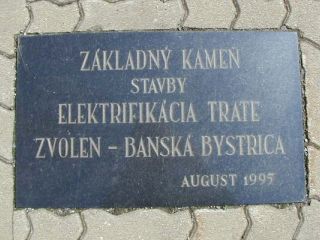 ZÁKLADNÝ KAMEŇ
STAVBY
ELEKTRIFIKÁCIA TRATE
ZVOLEN – BANSKÁ BYSTRICA
AUGUST 1995